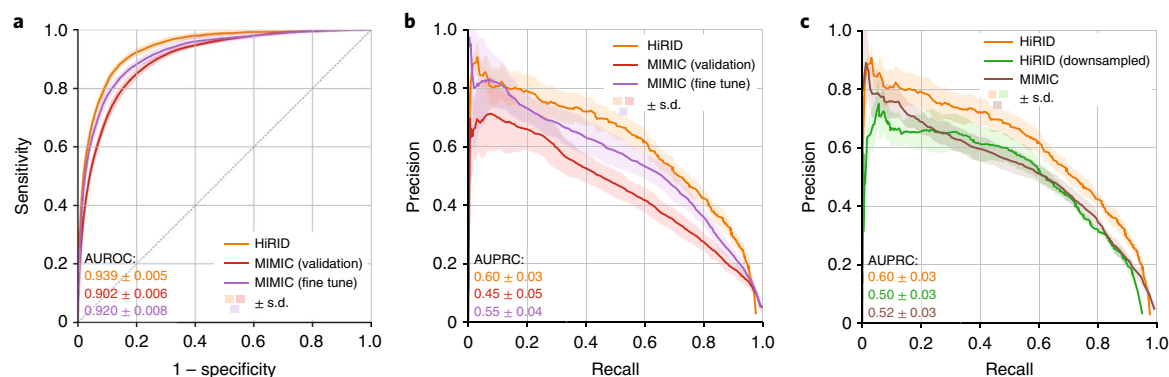 a
1.0
0.8
0.6
0.4
0.2
0
Sensitivity
AUROC:
0.939 ± 0.005
0.902 ± 0.006
0.920 ± 0.008
HiRID
MIMIC (validation)
MIMIC (fine tune)
± s.d.
0 0.2 0.4 0.6 0.8 1.0
1 – specificity
b
1.0
0.8
0.6
0.4
0.2
0
Precision
HiRID
MIMIC (validation)
MIMIC (fine tune)
± s.d.
AUPRC:
0.60 ± 0.03
0.45 ± 0.05
0.55 ± 0.04
0 0.2 0.4 0.6 0.8 1.0
Recall
c
1.0
0.8
0.6
0.4
0.2
0
Precision
HiRID
HiRID (downsampled)
MIMIC
± s.d.
AUPRC:
0.60 ± 0.03
0.50 ± 0.03
0.52 ± 0.03
0 0.2 0.4 0.6 0.8 1.0
Recall